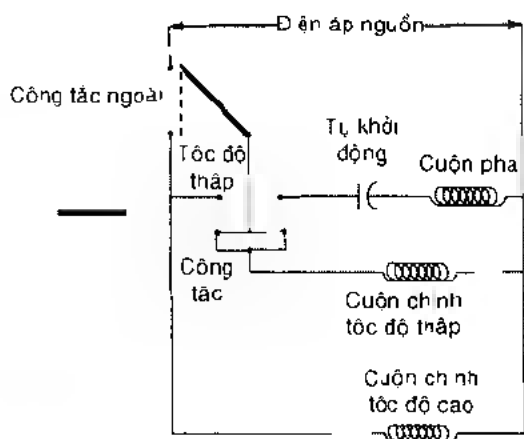 Điện áp nguồn
Công tắc ngoài
Tụ khởi
động
Tốc độ
thấp
Cuộn pha
Công
tắc
Cuộn chính
tốc độ thấp
Cuộn chính
tốc độ cao